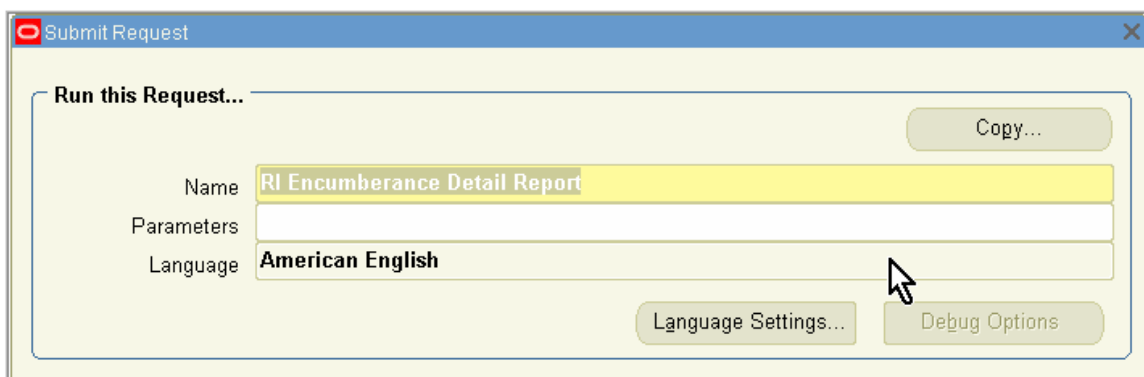 Submit Request
Run this Request...
Copy...
Name RI Encumberance Detail Report
Parameters
Language American English
Language Settings... Debug Options